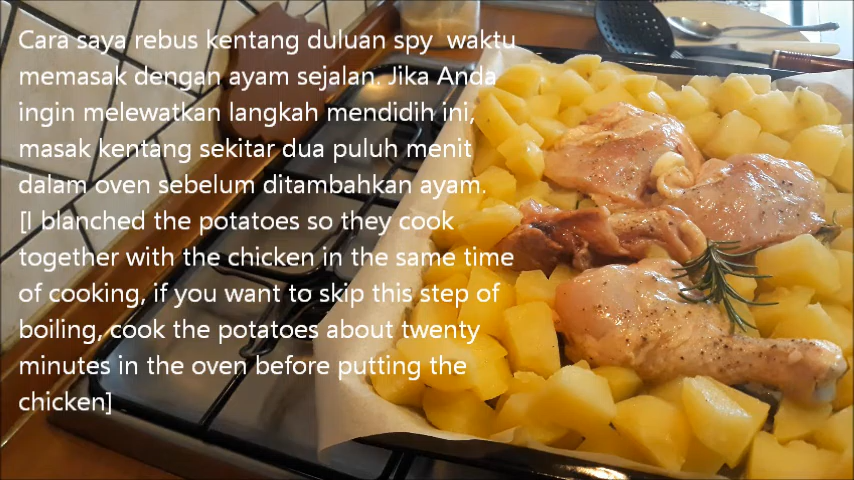 Cara saya rebus kentang duluan spy waktu
memasak dengan ayam sejalan. Jika Anda
ingin melewatkan langkah mendidih ini,
masak kentang sekitar dua puluh menit
dalam oven sebelum ditambahkan ayam.
[I blanched the potatoes so they cook
together with the chicken in the same time
of cooking, if you want to skip this step of
boiling, cook the potatoes about twenty
minutes in the oven before putting the
chicken]